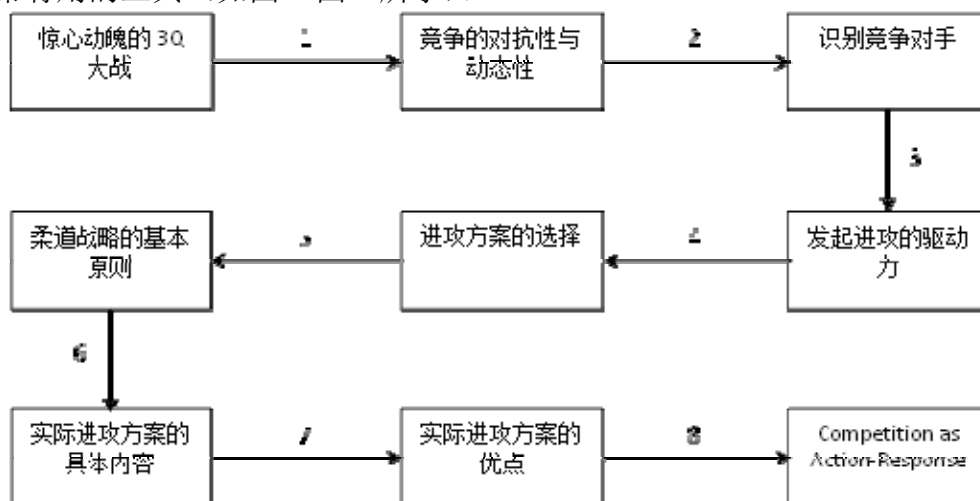 惊心动魄的 3Q
大战
1
竞争的对抗性与
动态性
2
识别竞争对手
3
柔道战略的基本
原则
5
进攻方案的选择
4
发起进攻的驱动
力
6
实际进攻方案的
具体内容
7
实际进攻方案的
优点
8
Competition as
Action-Response